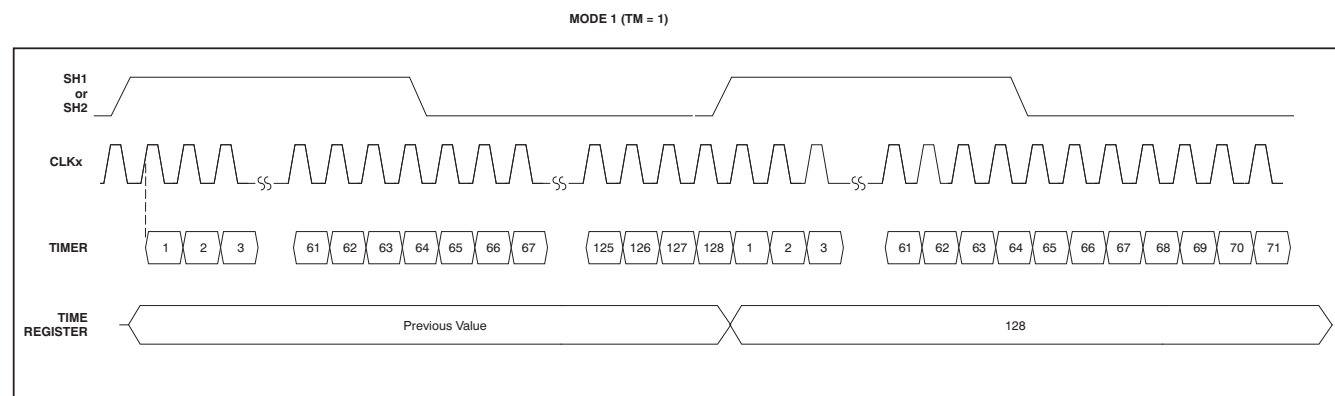 MODE 1 (TM = 1)
SH1
or
SH2
CLKx
TIMER
1 2 3 61 62 63 64 65 66 67 125 126 127 128 1 2 3 61 62 63 64 65 66 67 68 69 70 71
TIME
REGISTER
Previous Value 128